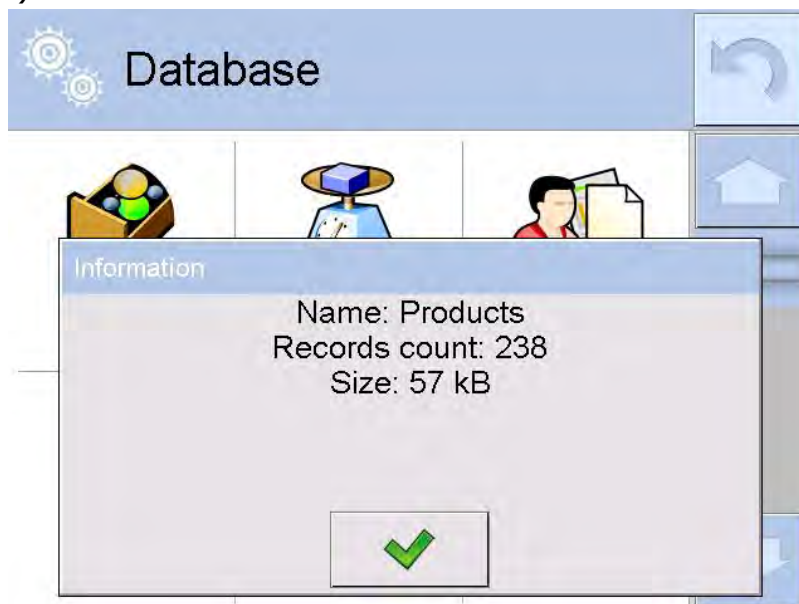 Database
Information
Name: Products
Records count: 238
Size: 57 kB